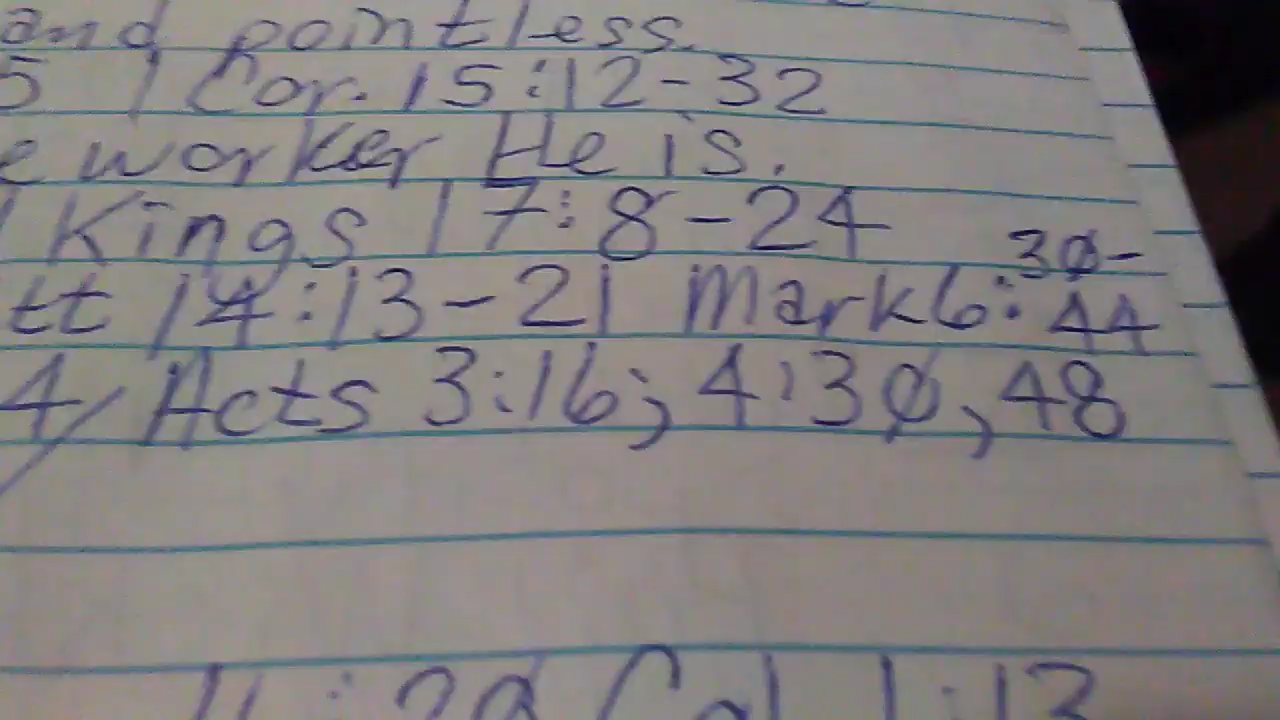 and pointless.
5 1 Cor. 15:12-32
e worker He is.
1 Kings 17:8-24
tt 14:13-21 Mark 6:30-44
4, Acts 3:16; 4:30, 48